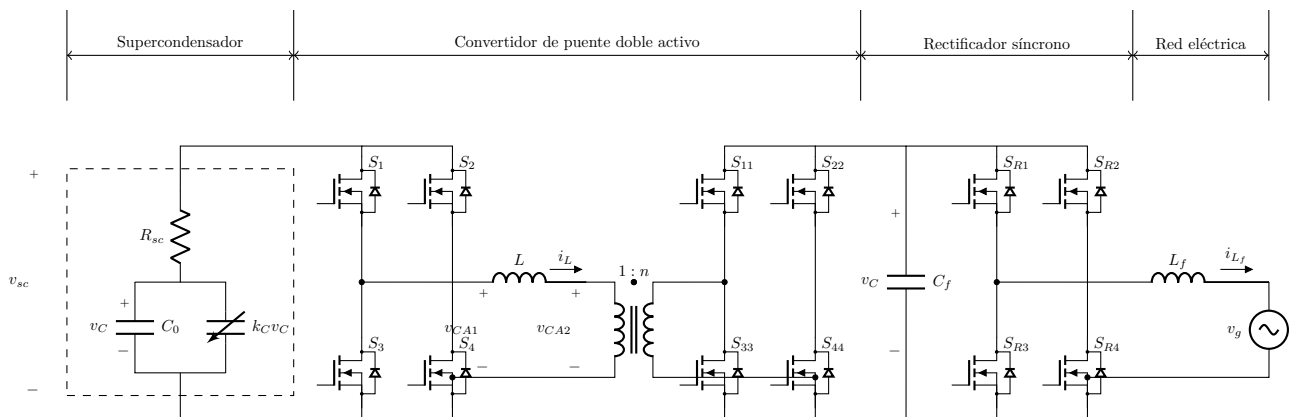 Supercondensador
Convertidor de puente doble activo
Rectificador síncrono
Red eléctrica
S1 S2 S11 S22 SR1 SR2
+
Rsc
vsc
−
+
vC
−
C0
kCvC
L
iL
+
vCA1
−
+
vCA2
−
1 : n
+
vC
−
Cf
Lf
iLf
vg
S3 S4 S33 S44 SR3 SR4